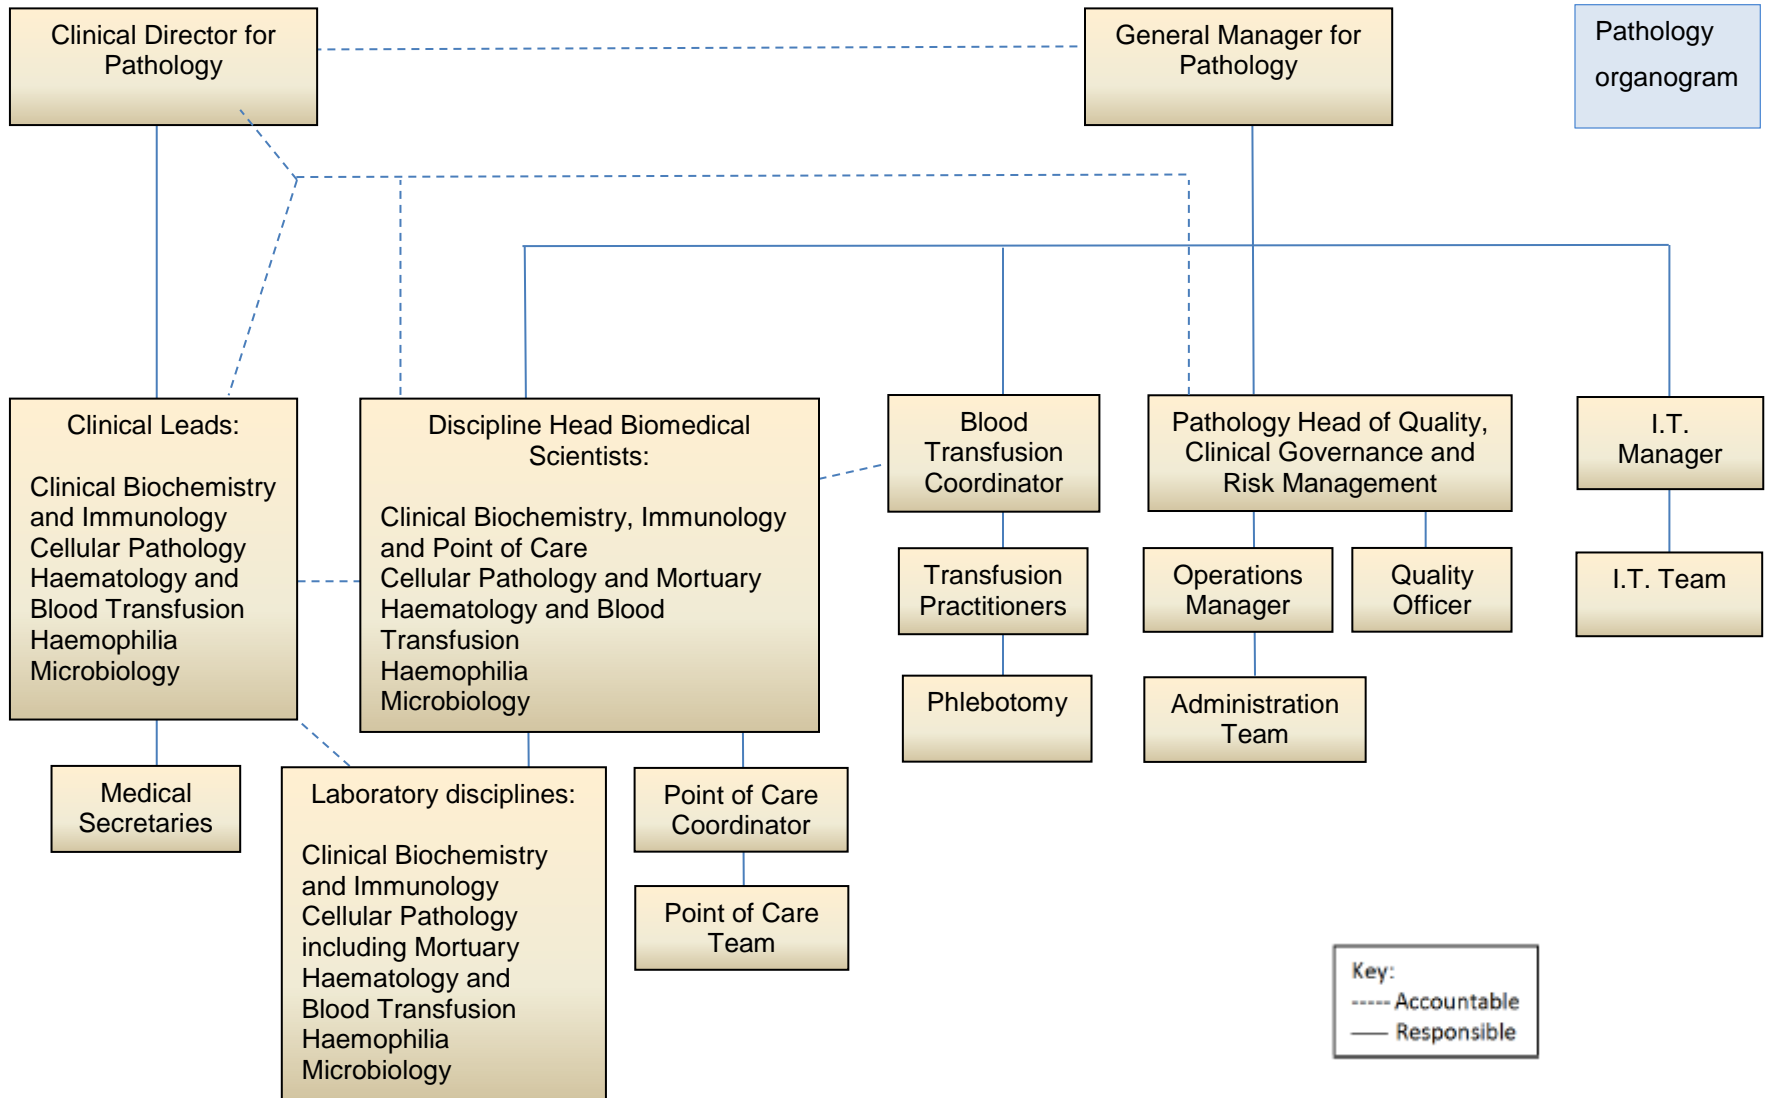 Clinical Director for
Pathology
General Manager for
Pathology
Pathology
organogram
Clinical Leads:
Clinical Biochemistry
and Immunology
Cellular Pathology
Haematology and
Blood Transfusion
Haemophilia
Microbiology
Discipline Head Biomedical
Scientists:
Clinical Biochemistry, Immunology
and Point of Care
Cellular Pathology and Mortuary
Haematology and Blood
Transfusion
Haemophilia
Microbiology
Blood
Transfusion
Coordinator
Pathology Head of Quality,
Clinical Governance and
Risk Management
I.T.
Manager
Transfusion
Practitioners
Operations
Manager
Quality
Officer
I.T. Team
Phlebotomy
Administration
Team
Medical
Secretaries
Laboratory disciplines:
Clinical Biochemistry
and Immunology
Cellular Pathology
including Mortuary
Haematology and
Blood Transfusion
Haemophilia
Microbiology
Point of Care
Coordinator
Point of Care
Team
Key:
----- Accountable
—— Responsible